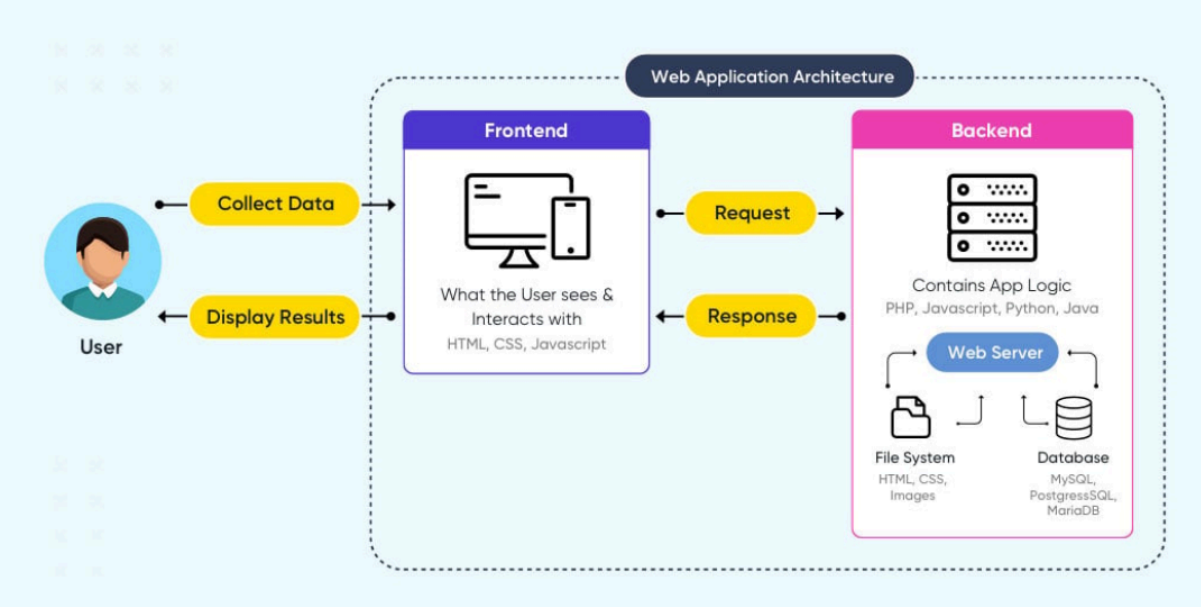 Web Application Architecture
Frontend
Backend
Collect Data
Request
What the User sees &
Interacts with
HTML, CSS, Javascript
Contains App Logic
PHP, Javascript, Python, Java
Display Results
Response
User
Web Server
File System
HTML, CSS,
Images
Database
MySQL,
PostgressSQL,
MariaDB